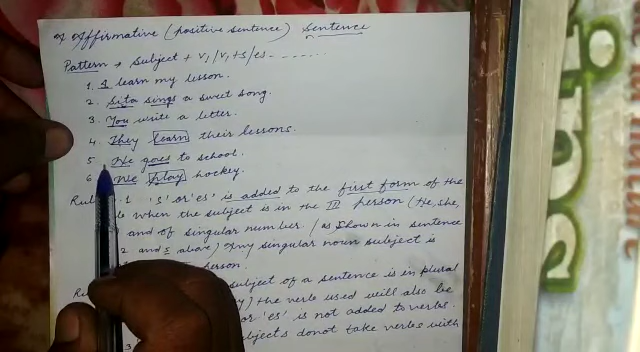 Affirmative (positive sentence) Sentence
Pattern → Subject + V1/V1+s/es-------
1. I learn my lesson.
2. Sita sings a sweet song.
3. You write a letter.
4. They learn their lessons.
5. He goes to school.
6. We play hockey.
1 's' or 'es' is added to the first form of the
when the subject is in the III person (He, she,
and of singular number. (as shown in sentence
2 and 5 above) Any singular noun subject is
person.
subject of a sentence is in plural
the verb used will also be
or 'es' is not added to verbs.
donot take verbs with